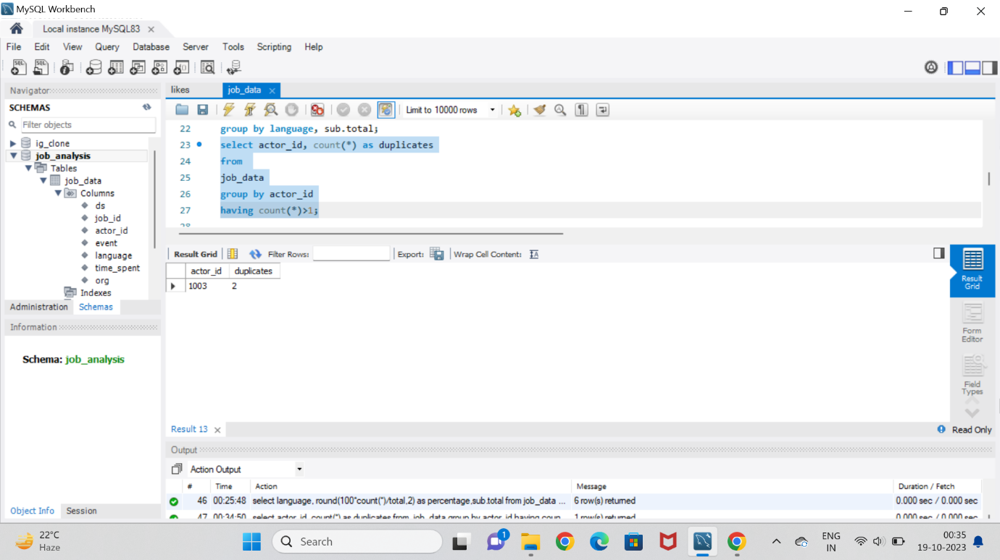 MySQL Workbench
Local instance MySQL83
File Edit View Query Database Server Tools Scripting Help
Navigator
SCHEMAS
Filter objects
ig_clone
job_analysis
Tables
job_data
Columns
ds
job_id
actor_id
event
language
time_spent
org
Indexes
Administration Schemas
Information
Schema: job_analysis
Object Info Session
likes job_data
Limit to 10000 rows
22 group by language, sub.total;
23 select actor_id, count(*) as duplicates
24 from
25 job_data
26 group by actor_id
27 having count(*)>1;
28
Result Grid Filter Rows: Export: Wrap Cell Content:
actor_id duplicates
1003 2
Result
Grid
Form
Editor
Field
Types
Result 13 Read Only
Output
Action Output
# Time Action Message Duration / Fetch
46 00:25:48 select language, round(100*count(*)/total,2) as percentage,sub.total from job_data ... 6 row(s) returned 0.000 sec / 0.000 sec
47 00:34:50 select actor_id, count(*) as duplicates from job_data group by actor_id having coun... 1 row(s) returned 0.000 sec / 0.000 sec
22°C
Haze
Search
1
ENG
IN
00:35
19-10-2023